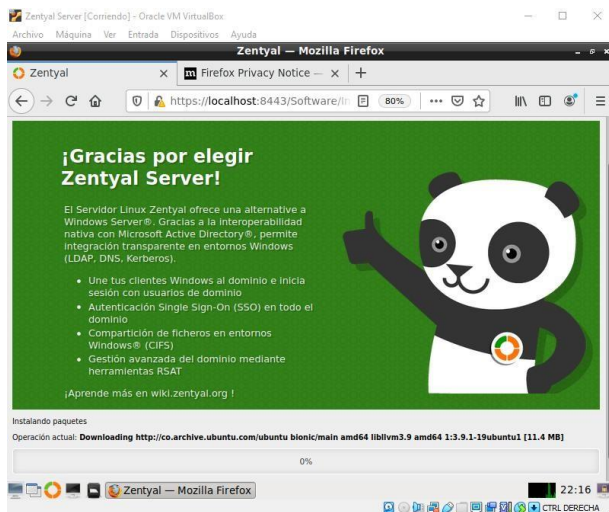 Zentyal Server [Corriendo] - Oracle VM VirtualBox
Archivo Máquina Ver Entrada Dispositivos Ayuda
Zentyal — Mozilla Firefox
Zentyal
m Firefox Privacy Notice —
https://localhost:8443/Software/In
80%
¡Gracias por elegir
Zentyal Server!
El Servidor Linux Zentyal ofrece una alternative a
Windows Server®. Gracias a la interoperabilidad
nativa con Microsoft Active Directory®, permite
integración transparente en entornos Windows
(LDAP, DNS, Kerberos).
• Une tus clientes Windows al dominio e inicia
sesión con usuarios de dominio
• Autenticación Single Sign-On (SSO) en todo el
dominio
• Compartición de ficheros en entornos
Windows® (CIFS)
• Gestión avanzada del dominio mediante
herramientas RSAT
¡Aprende más en wiki.zentyal.org !
Instalando paquetes
Operación actual: Downloading http://co.archive.ubuntu.com/ubuntu bionic/main amd64 libllvm3.9 amd64 1:3.9.1-19ubuntu1 [11.4 MB]
0%
Zentyal — Mozilla Firefox
22:16
CTRL DERECHA